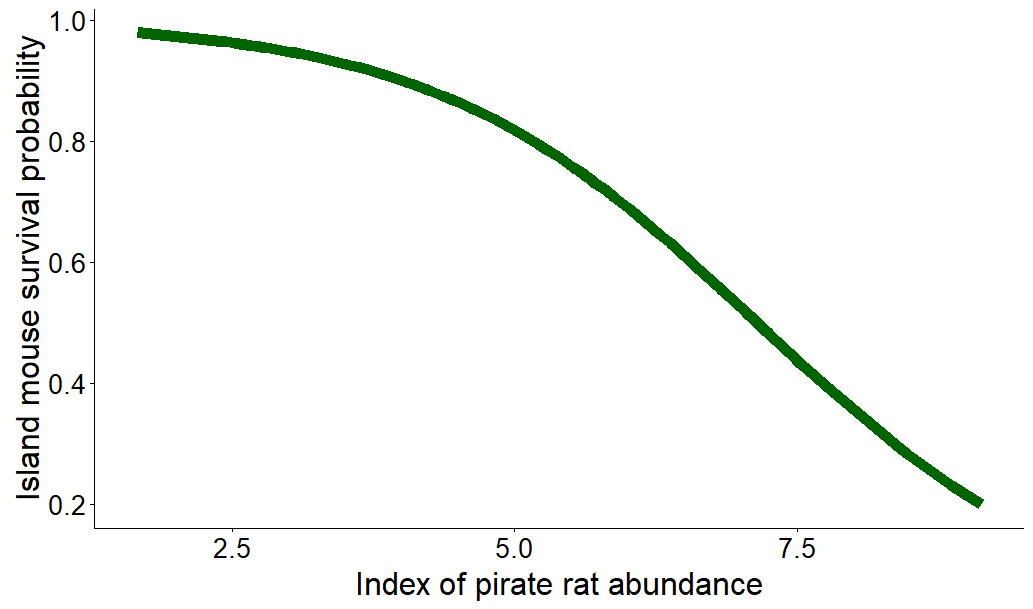 Island mouse survival probability
1.0
0.8
0.6
0.4
0.2
2.5 5.0 7.5
Index of pirate rat abundance